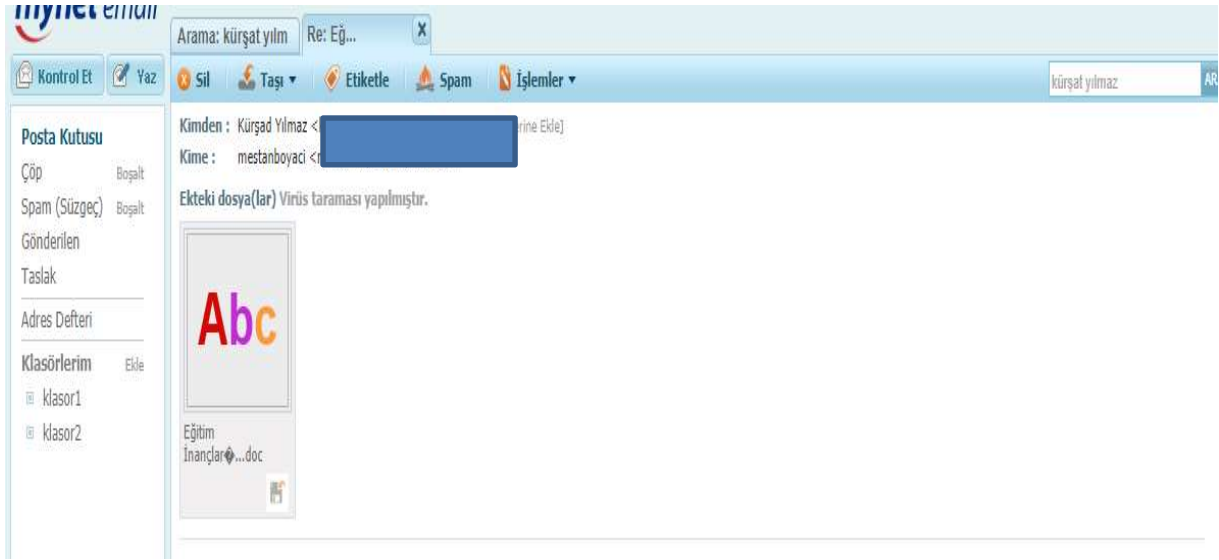 mynet email
Arama: kürşat yılm
Re: Eğ...
X
Kontrol Et
Yaz
Sil
Taşı
Etiketle
Spam
İşlemler
kürşat yılmaz
Posta Kutusu
Çöp Boşalt
Spam (Süzgeç) Boşalt
Gönderilen
Taslak
Adres Defteri
Klasörlerim Ekle
klasor1
klasor2
Kimden : Kürşad Yılmaz < Ekle]
Kime : mestanboyaci <
Ekteki dosya(lar) Virüs taraması yapılmıştır.
Abc
Eğitim
İnançlar�...doc